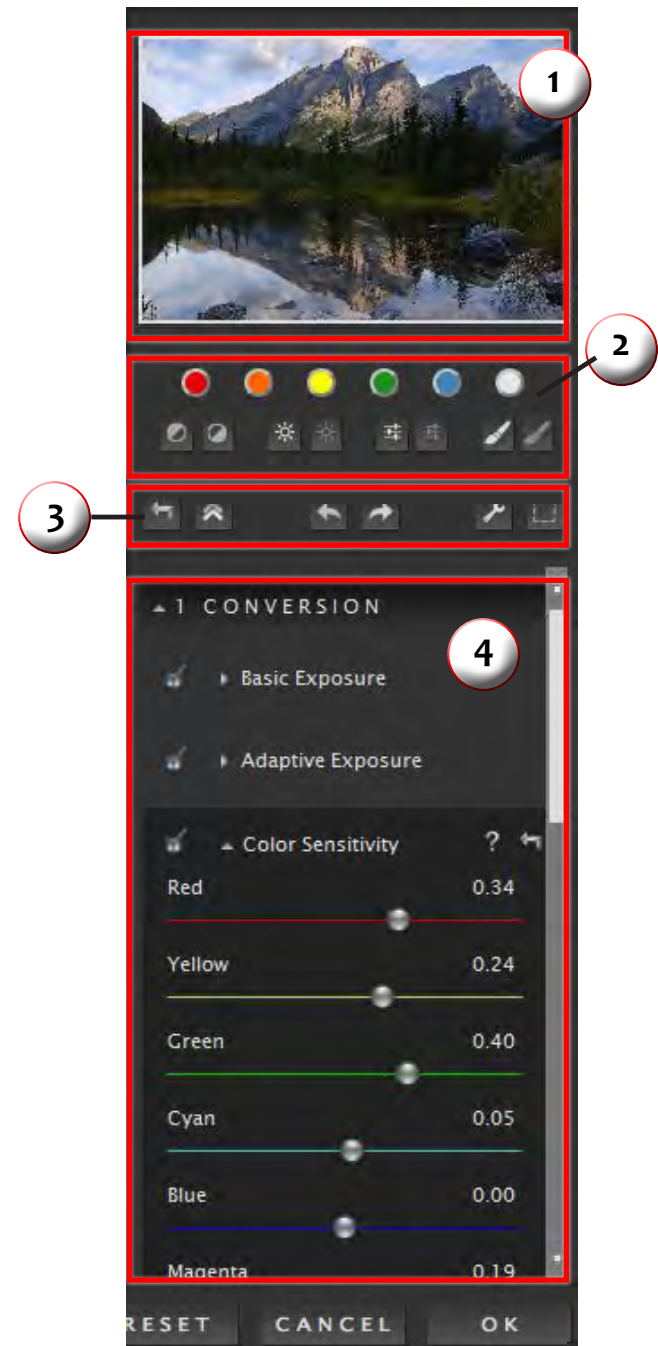 1
2
3
1 CONVERSION
4
Basic Exposure
Adaptive Exposure
Color Sensitivity ?
Red 0.34
Yellow 0.24
Green 0.40
Cyan 0.05
Blue 0.00
Magenta 0.19
RESET CANCEL OK